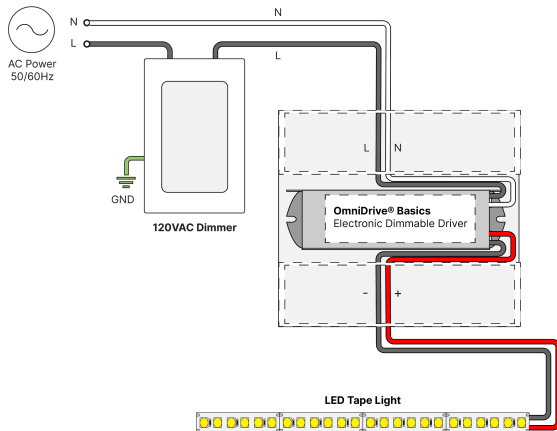 N
N
L
L
AC Power
50/60Hz
L
N
GND
OmniDrive® Basics
Electronic Dimmable Driver
120VAC Dimmer
-
+
LED Tape Light